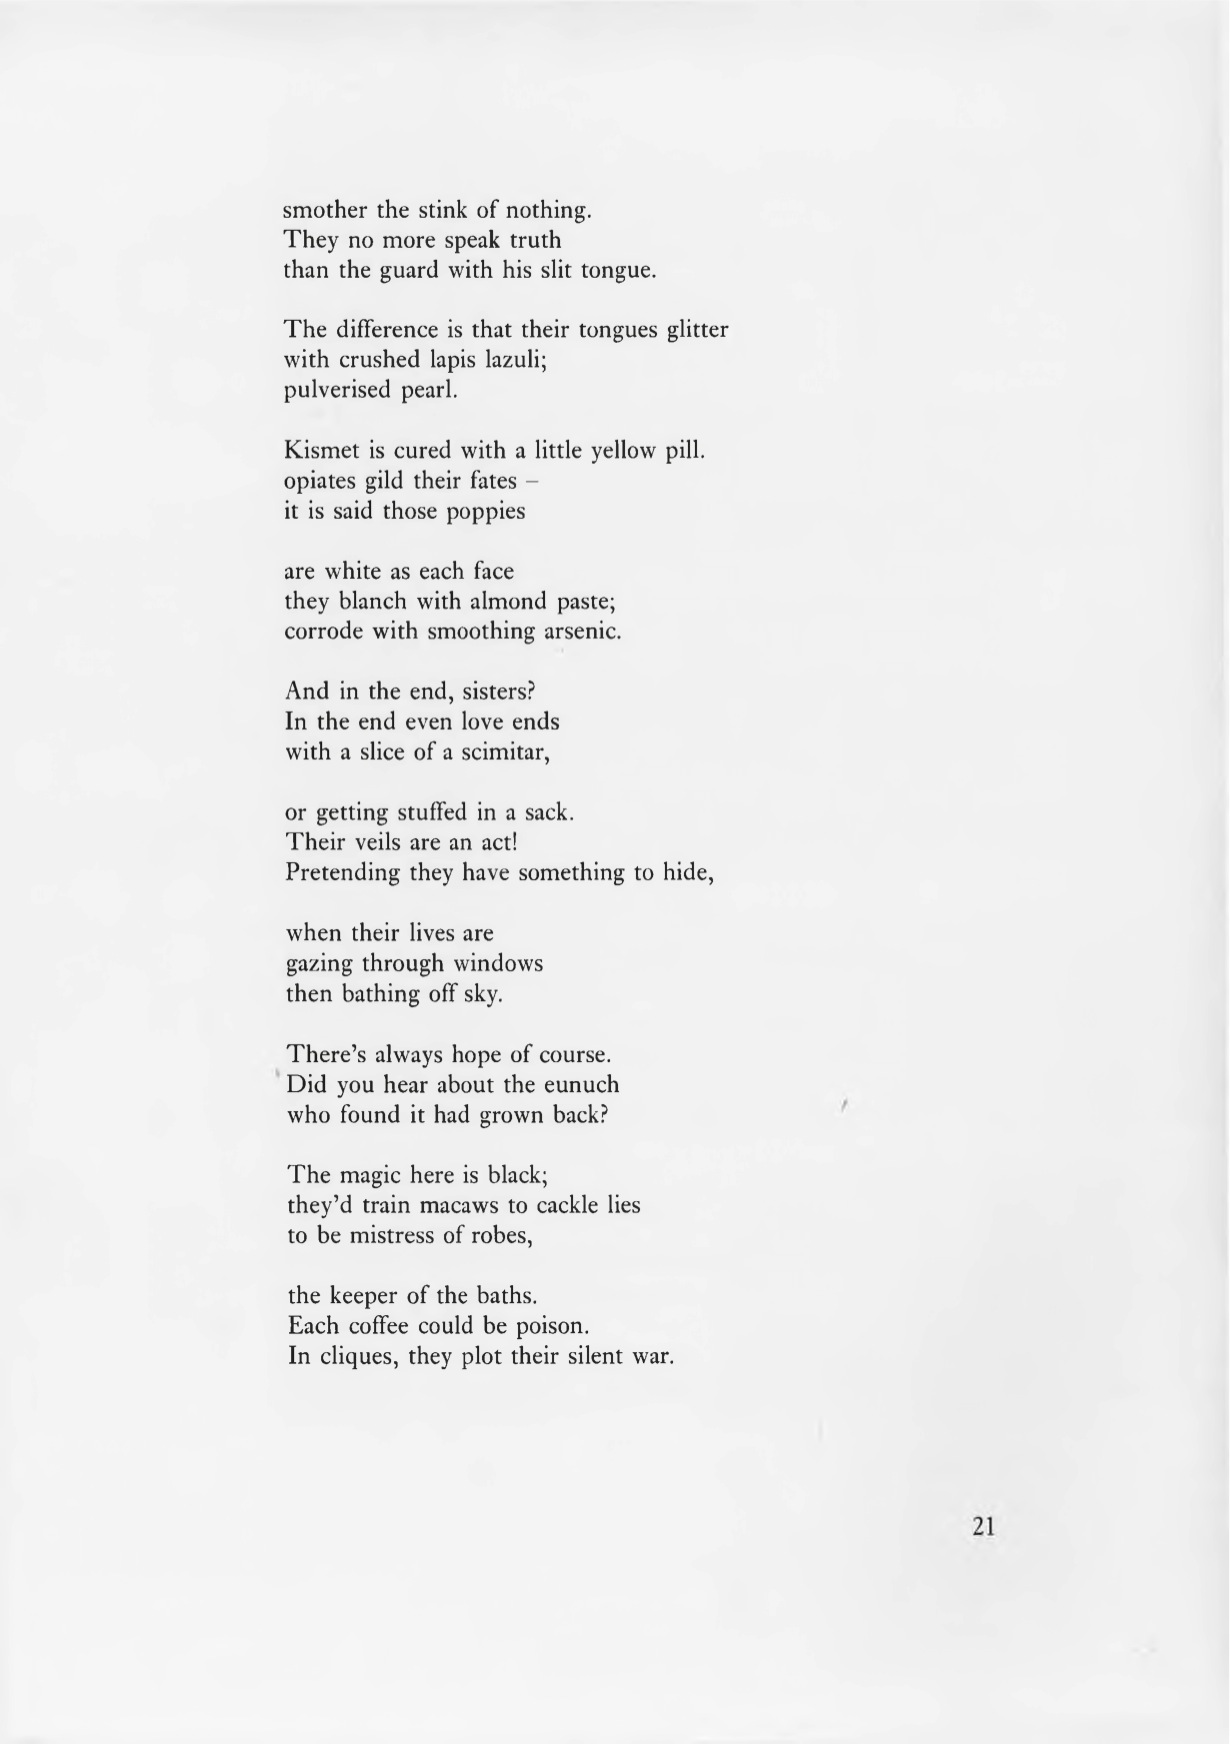 smother the stink of nothing.
They no more speak truth
than the guard with his slit tongue.

The difference is that their tongues glitter
with crushed lapis lazuli;
pulverised pearl.

Kismet is cured with a little yellow pill.
opiates gild their fates –
it is said those poppies

are white as each face
they blanch with almond paste;
corrode with smoothing arsenic.

And in the end, sisters?
In the end even love ends
with a slice of a scimitar,

or getting stuffed in a sack.
Their veils are an act!
Pretending they have something to hide,

when their lives are
gazing through windows
then bathing off sky.

There’s always hope of course.
Did you hear about the eunuch
who found it had grown back?

The magic here is black;
they’d train macaws to cackle lies
to be mistress of robes,

the keeper of the baths.
Each coffee could be poison.
In cliques, they plot their silent war.

21